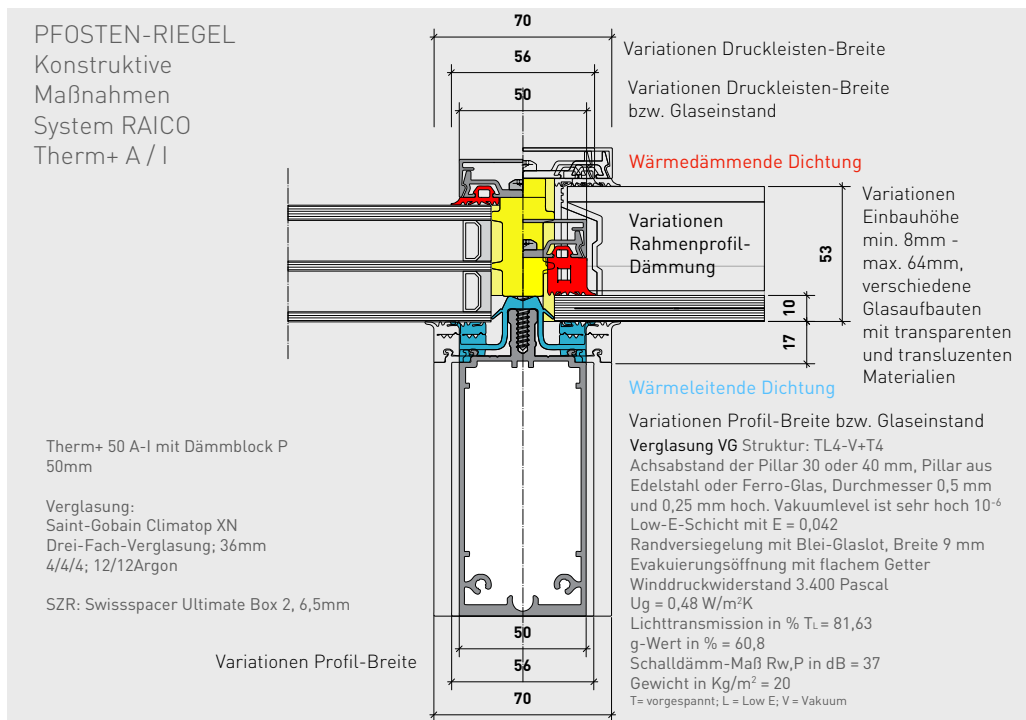 PFOSTEN-RIEGEL
Konstruktive
Maßnahmen
System RAICO
Therm+ A / I
70
56
50
Variationen Druckleisten-Breite
Variationen Druckleisten-Breite
bzw. Glaseinstand
Wärmedämmende Dichtung
Variationen
Rahmenprofil-
Dämmung
53
10
17
Variationen
Einbauhöhe
min. 8mm -
max. 64mm,
verschiedene
Glasaufbauten
mit transparenten
und transluzenten
Materialien
Wärmeleitende Dichtung
Variationen Profil-Breite bzw. Glaseinstand
Verglasung VG Struktur: TL4-V+T4
Achsabstand der Pillar 30 oder 40 mm, Pillar aus
Edelstahl oder Ferro-Glas, Durchmesser 0,5 mm
und 0,25 mm hoch. Vakuumlevel ist sehr hoch 10⁻⁶
Low-E-Schicht mit E = 0,042
Randversiegelung mit Blei-Glaslot, Breite 9 mm
Evakuierungsöffnung mit flachem Getter
Winddruckwiderstand 3.400 Pascal
Ug = 0,48 W/m²K
Lichttransmission in % TL = 81,63
g-Wert in % = 60,8
Schalldämm-Maß Rw,P in dB = 37
Gewicht in Kg/m² = 20
T= vorgespannt; L = Low E; V = Vakuum
Therm+ 50 A-I mit Dämmblock P
50mm
Verglasung:
Saint-Gobain Climatop XN
Drei-Fach-Verglasung; 36mm
4/4/4; 12/12Argon
SZR: Swissspacer Ultimate Box 2, 6,5mm
Variationen Profil-Breite
50
56
70